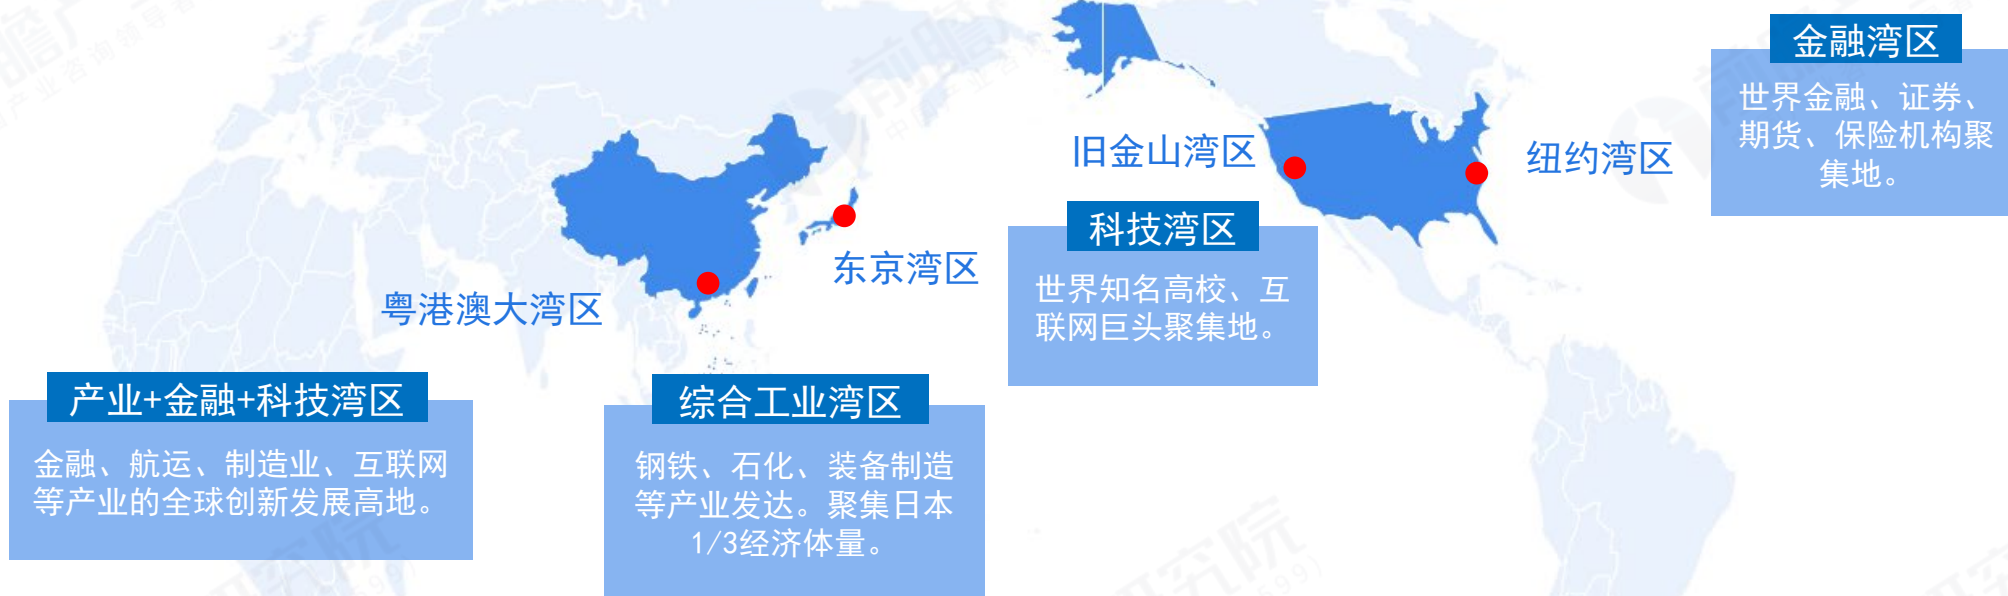 金融湾区
世界金融、证券、
期货、保险机构聚
集地。
旧金山湾区
纽约湾区
科技湾区
世界知名高校、互
联网巨头聚集地。
东京湾区
粤港澳大湾区
产业+金融+科技湾区
金融、航运、制造业、互联网
等产业的全球创新发展高地。
综合工业湾区
钢铁、石化、装备制造
等产业发达。聚集日本
1/3经济体量。